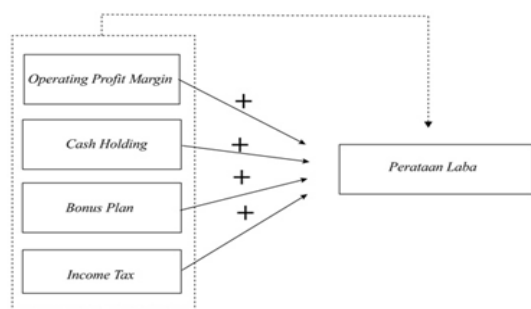 Operating Profit Margin
+
Cash Holding
+
Perataan Laba
+
Bonus Plan
+
Income Tax